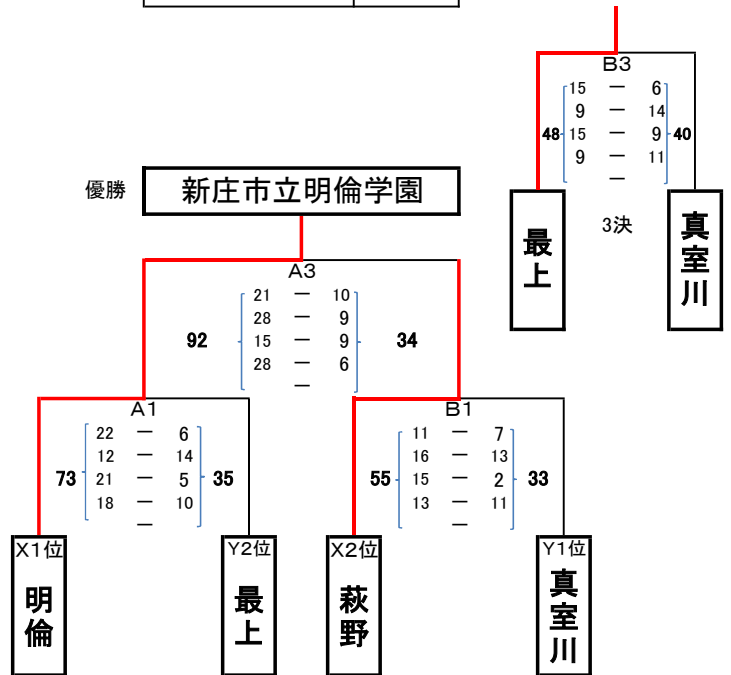 B3
15 ー 6
9 ー 14
48 15 ー 9 40
9 ー 11
ー
3決
最上
真室川
優勝 新庄市立明倫学園
A3
21 ー 10
28 ー 9
92 15 ー 9 34
28 ー 6
ー
A1
22 ー 6
12 ー 14
73 21 ー 5 35
18 ー 10
ー
B1
11 ー 7
16 ー 13
55 15 ー 2 33
13 ー 11
ー
X1位
明倫
Y2位
最上
X2位
萩野
Y1位
真室川